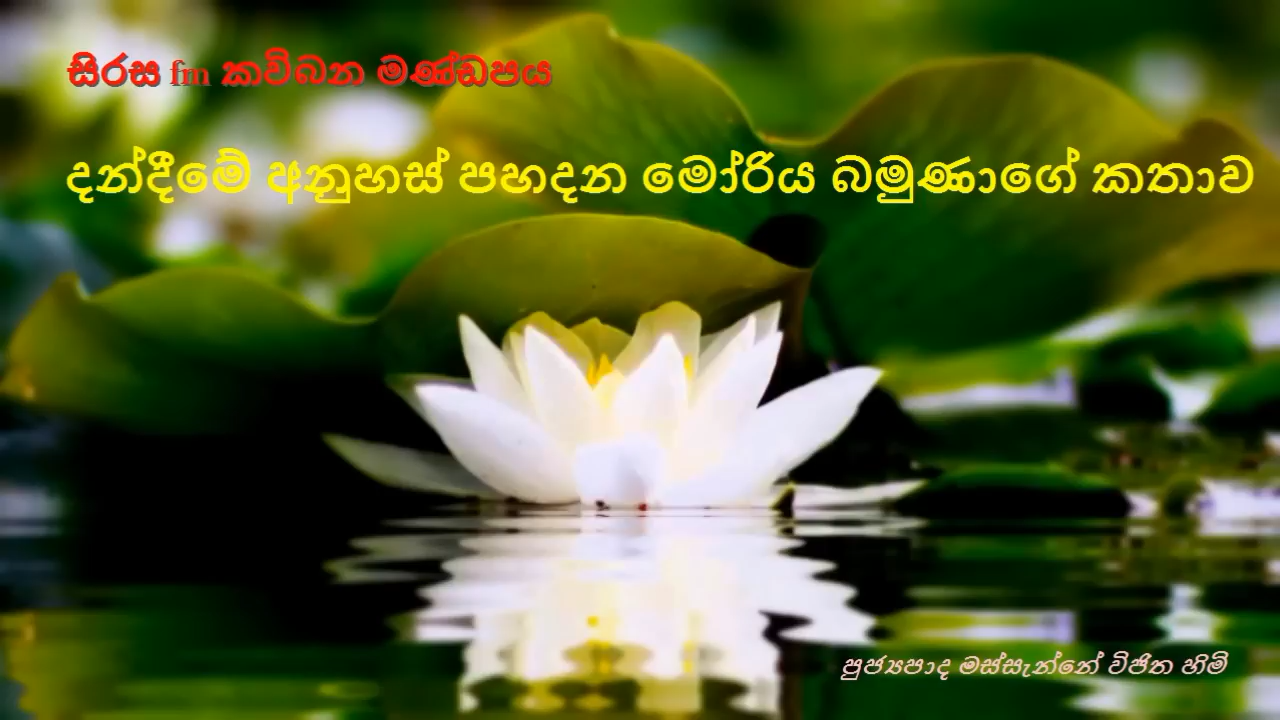 සිරස fm කවිබන මණ්ඩපය
දන්දීමේ අනුහස් පහදන මෝරිය බමුණාගේ කතාව
පුජ්‍යපාද මස්සැන්නේ විජිත හිමි